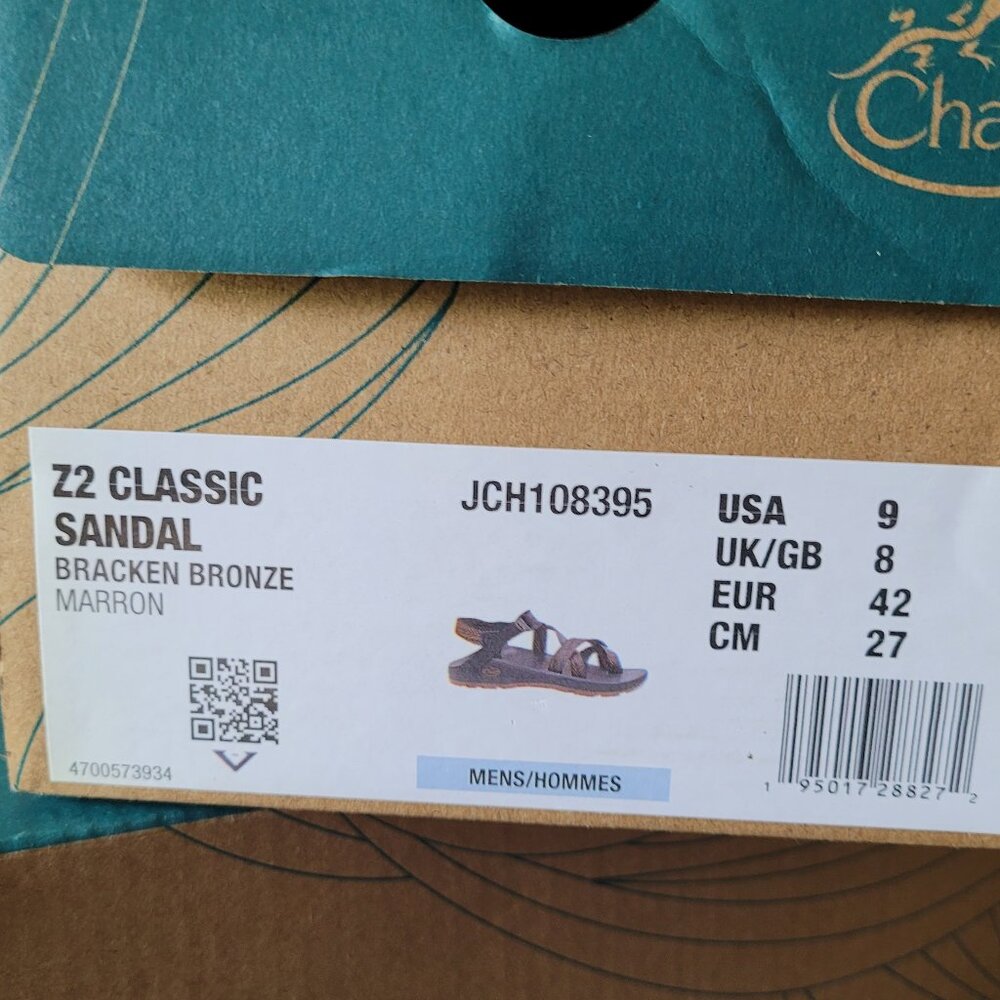 Cha
Z2 CLASSIC
SANDAL
BRACKEN BRONZE
MARRON
4700573934
JCH108395
MENS/HOMMES
USA 9
UK/GB 8
EUR 42
CM 27
1 95017 28827 2